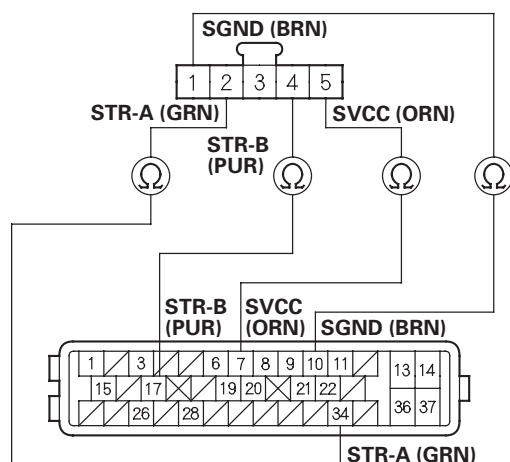 SGND (BRN)
1 2 3 4 5
STR-A (GRN)
SVCC (ORN)
STR-B
(PUR)
Ω Ω Ω Ω
STR-B
(PUR)
SVCC
(ORN)
SGND (BRN)
1 3 6 7 8 9 10 11 13 14
15 17 19 20 21 22
26 28 34 36 37
STR-A (GRN)